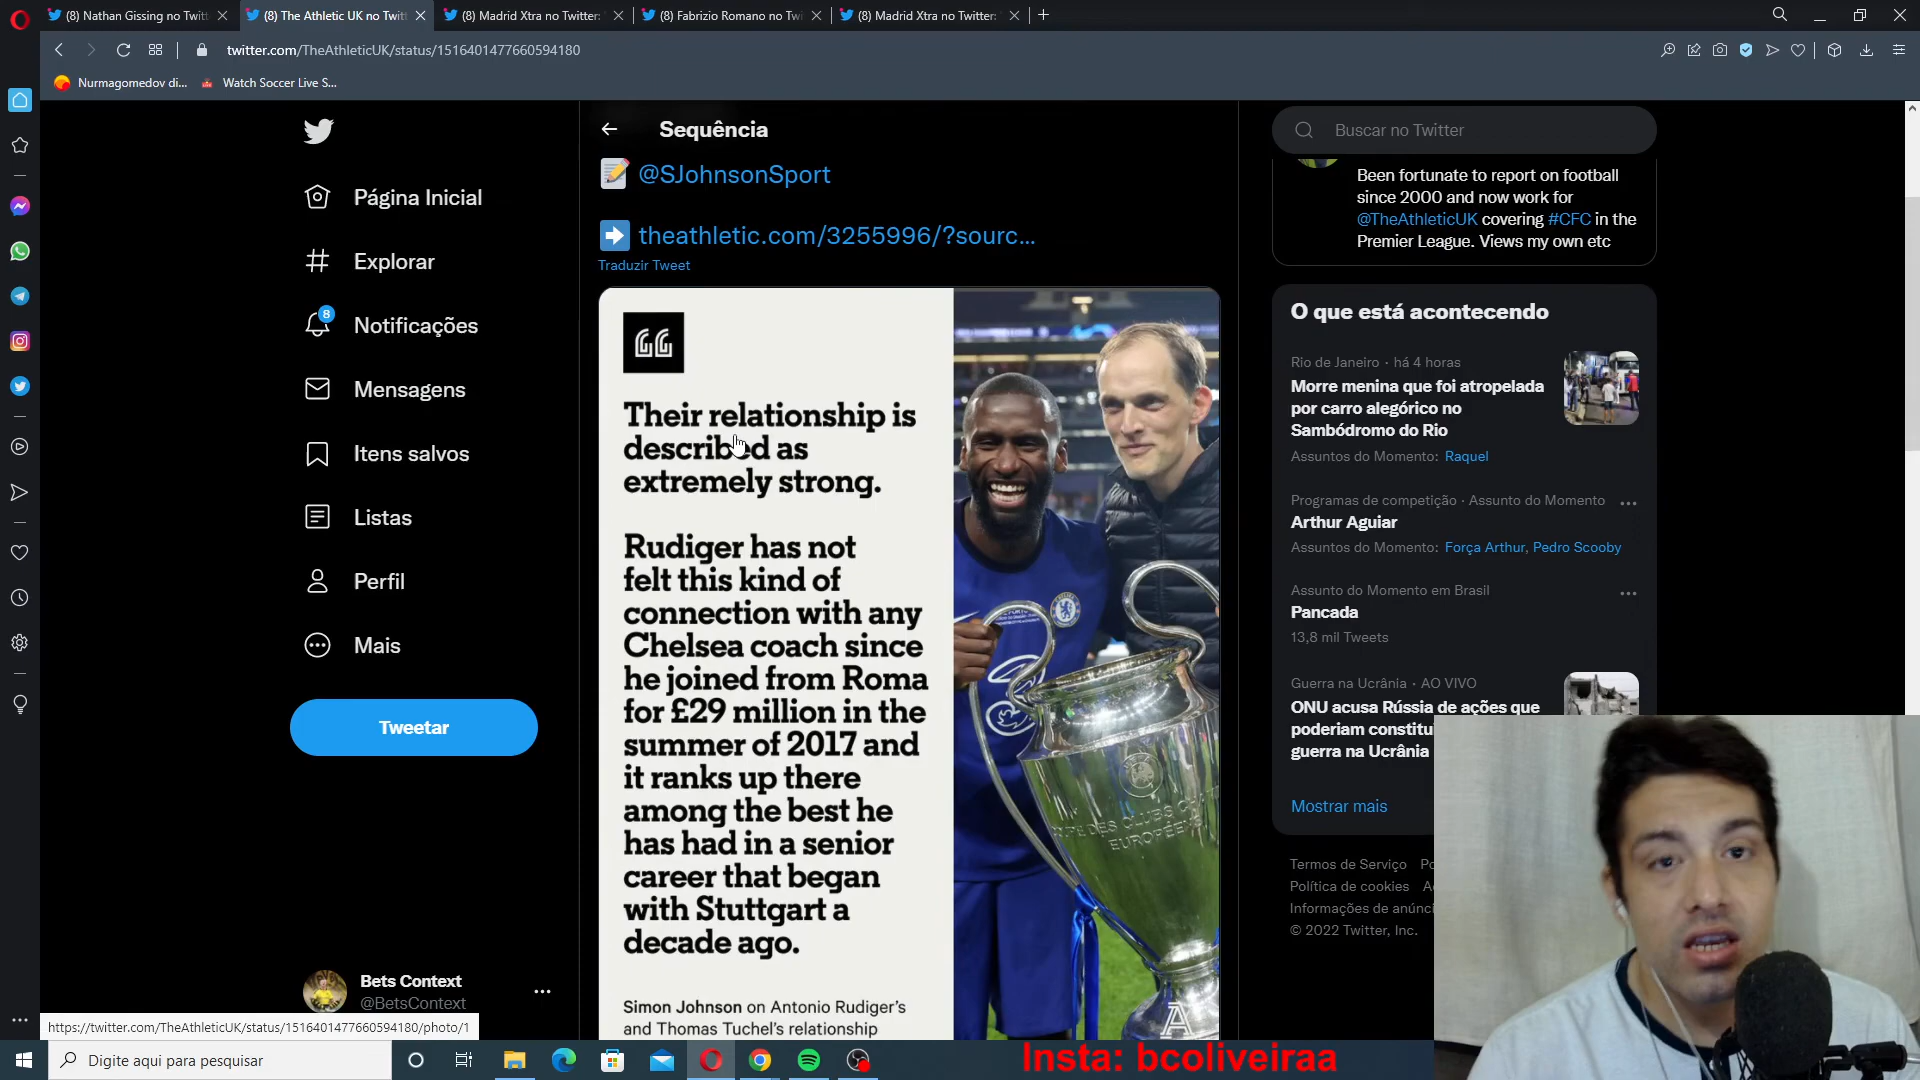 (8) Nathan Gissing no Twitt
(8) The Athletic UK no Twitt
(8) Madrid Xtra no Twitter:
(8) Fabrizio Romano no Twi
(8) Madrid Xtra no Twitter:
twitter.com/TheAthleticUK/status/1516401477660594180
Nurmagomedov di...
Watch Soccer Live S...
Página Inicial
Explorar
8
Notificações
Mensagens
Itens salvos
Listas
Perfil
Mais
Tweetar
Bets Context
@BetsContext
https://twitter.com/TheAthleticUK/status/1516401477660594180/photo/1
Sequência
@SJohnsonSport
theathletic.com/3255996/?sourc...
Traduzir Tweet
Their relationship is
described as
extremely strong.
Rudiger has not
felt this kind of
connection with any
Chelsea coach since
he joined from Roma
for £29 million in the
summer of 2017 and
it ranks up there
among the best he
has had in a senior
career that began
with Stuttgart a
decade ago.
Simon Johnson on Antonio Rudiger's
and Thomas Tuchel's relationship
Buscar no Twitter
Been fortunate to report on football
since 2000 and now work for
@TheAthleticUK covering #CFC in the
Premier League. Views my own etc
O que está acontecendo
Rio de Janeiro · há 4 horas
Morre menina que foi atropelada
por carro alegórico no
Sambódromo do Rio
Assuntos do Momento: Raquel
Programas de competição · Assunto do Momento
Arthur Aguiar
Assuntos do Momento: Força Arthur, Pedro Scooby
Assunto do Momento em Brasil
Pancada
13,8 mil Tweets
Guerra na Ucrânia · AO VIVO
ONU acusa Rússia de ações que
poderiam constitui
guerra na Ucrânia
Mostrar mais
Termos de Serviço
Política de cookies
Informações de anúnci
© 2022 Twitter, Inc.
Digite aqui para pesquisar
Insta: bcoliveiraa